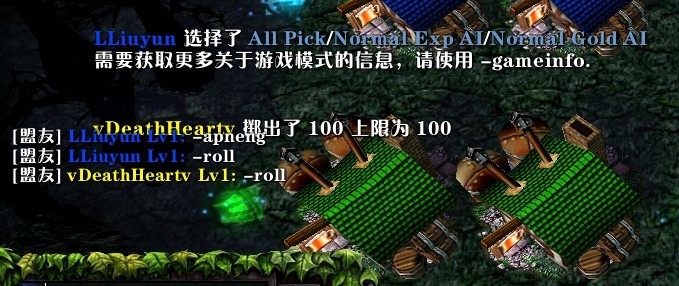 LLiuyun 选择了 All Pick/Normal Exp AI/Normal Gold AI
需要获取更多关于游戏模式的信息，请使用 -gameinfo.
vDeathHeartv 掷出了 100 上限为 100
[盟友] LLiuyun Lv1: -apneng
[盟友] LLiuyun Lv1: -roll
[盟友] vDeathHeartv Lv1: -roll